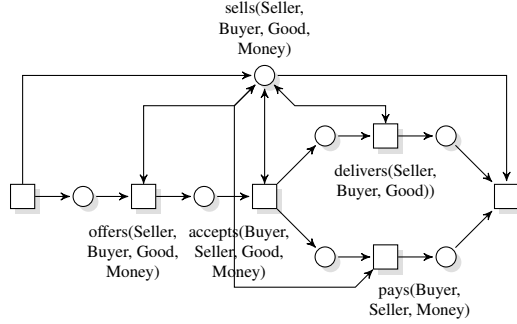 sells(Seller,
Buyer, Good,
Money)
delivers(Seller,
Buyer, Good))
offers(Seller,
Buyer, Good,
Money)
accepts(Buyer,
Seller, Good,
Money)
pays(Buyer,
Seller, Money)